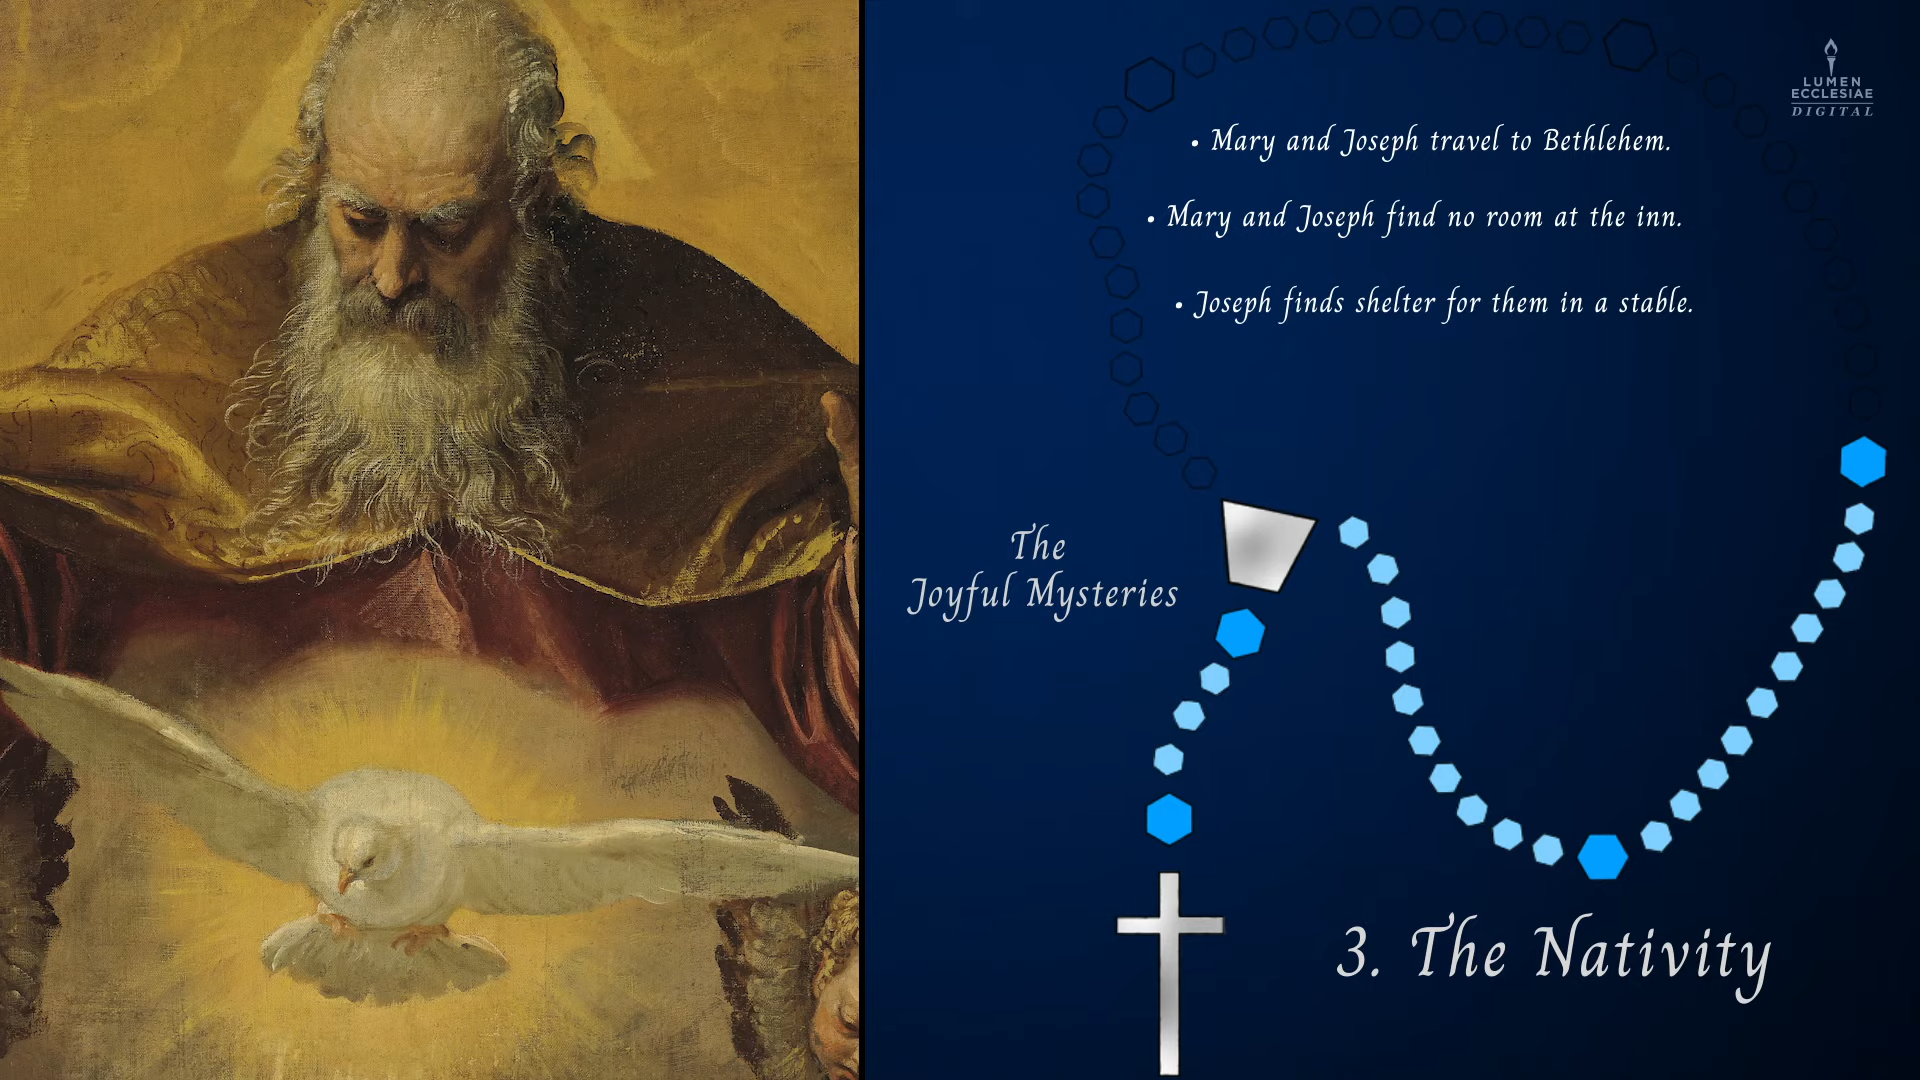 LUMEN
ECCLESIAE
DIGITAL
• Mary and Joseph travel to Bethlehem.
• Mary and Joseph find no room at the inn.
• Joseph finds shelter for them in a stable.
The
Joyful Mysteries
3. The Nativity